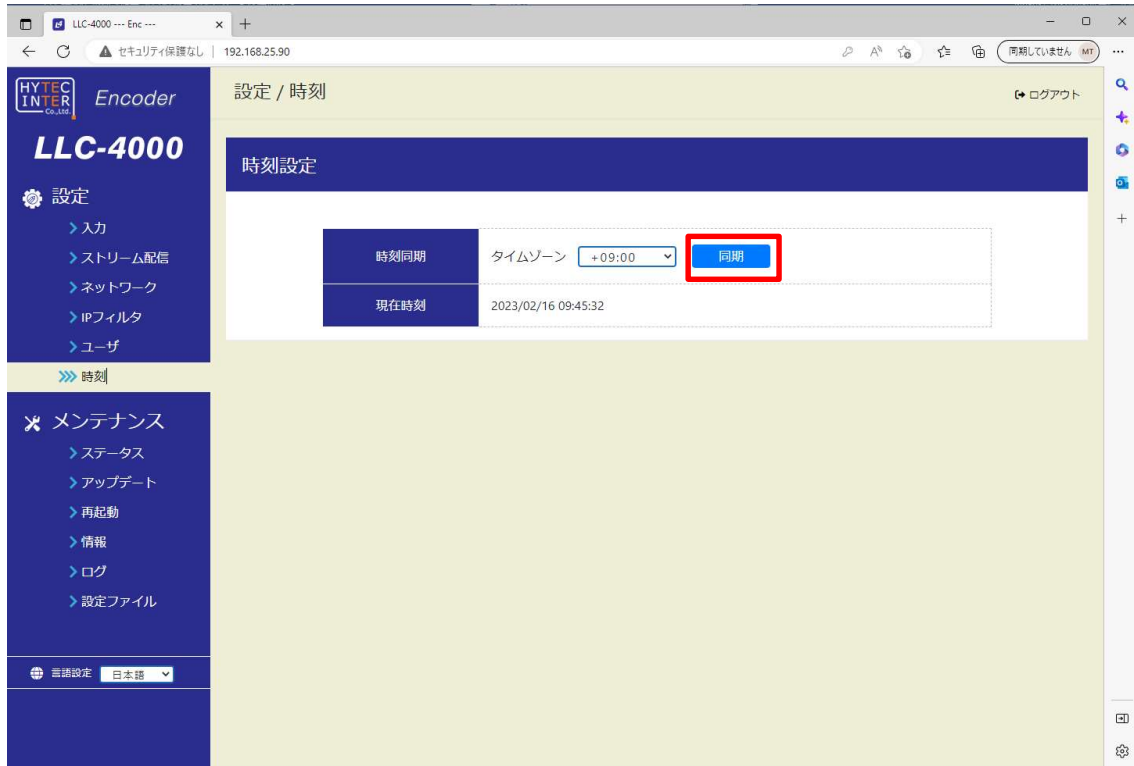 LLC-4000 --- Enc ---
セキュリティ保護なし | 192.168.25.90
同期していません MT
HYTEC INTER Co.,Ltd.
Encoder
LLC-4000
設定
入力
ストリーム配信
ネットワーク
IPフィルタ
ユーザ
時刻
メンテナンス
ステータス
アップデート
再起動
情報
ログ
設定ファイル
言語設定 日本語
設定 / 時刻
ログアウト
時刻設定
時刻同期 タイムゾーン +09:00 同期
現在時刻 2023/02/16 09:45:32